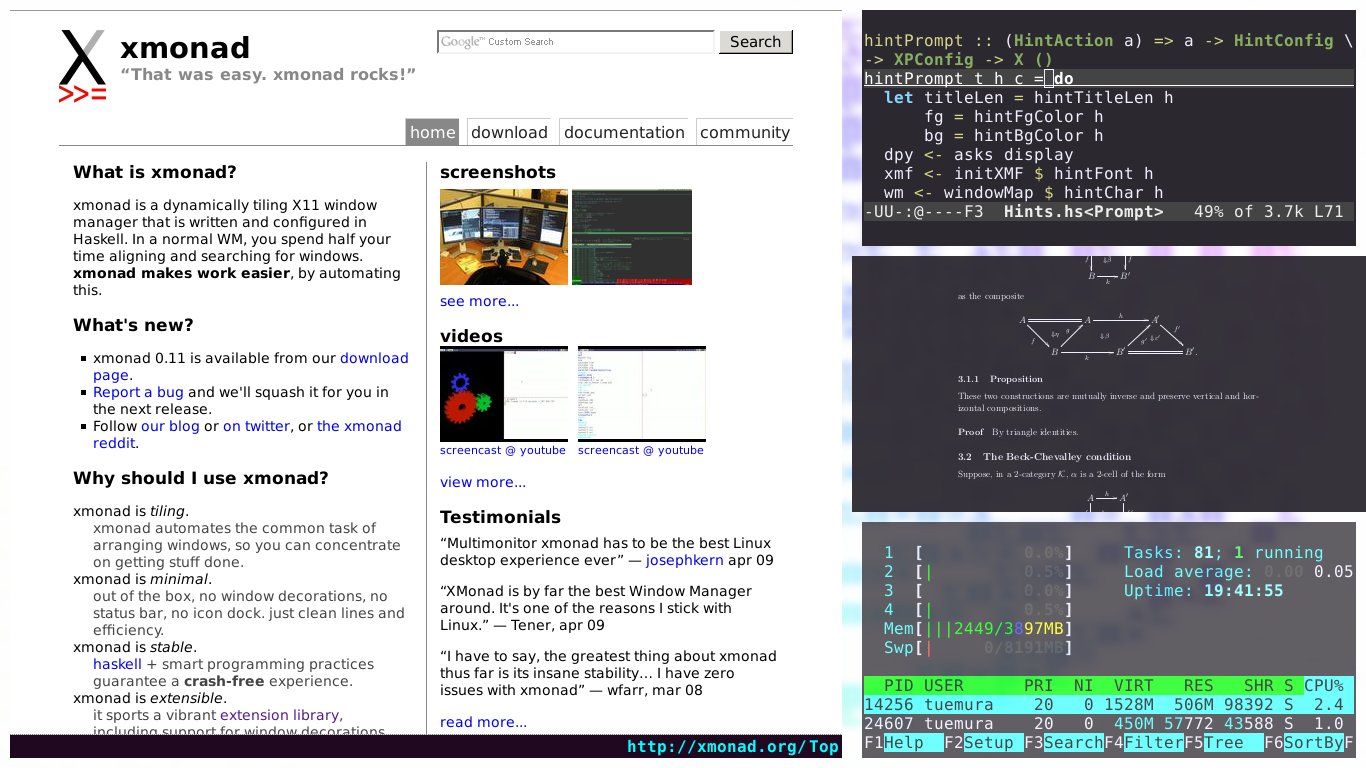 xmonad
“That was easy. xmonad rocks!”
Google™ Custom Search
Search
home
download
documentation
community
What is xmonad?
xmonad is a dynamically tiling X11 window
manager that is written and configured in
Haskell. In a normal WM, you spend half your
time aligning and searching for windows.
xmonad makes work easier, by automating
this.
What's new?
xmonad 0.11 is available from our download
page.
Report a bug and we'll squash it for you in
the next release.
Follow our blog or on twitter, or the xmonad
reddit.
Why should I use xmonad?
xmonad is tiling.
xmonad automates the common task of
arranging windows, so you can concentrate
on getting stuff done.
xmonad is minimal.
out of the box, no window decorations, no
status bar, no icon dock. just clean lines and
efficiency.
xmonad is stable.
haskell + smart programming practices
guarantee a crash-free experience.
xmonad is extensible.
it sports a vibrant extension library,
including support for window decorations,
screenshots
see more...
videos
screencast @ youtube
screencast @ youtube
view more...
Testimonials
“Multimonitor xmonad has to be the best Linux
desktop experience ever” — josephkern apr 09
“XMonad is by far the best Window Manager
around. It's one of the reasons I stick with
Linux.” — Tener, apr 09
“I have to say, the greatest thing about xmonad
thus far is its insane stability... I have zero
issues with xmonad” — wfarr, mar 08
read more...
http://xmonad.org/Top
hintPrompt :: (HintAction a) => a -> HintConfig \
-> XPConfig -> X ()
hintPrompt t h c = do
let titleLen = hintTitleLen h
fg = hintFgColor h
bg = hintBgColor h
dpy <- asks display
xmf <- initXMF $ hintFont h
wm <- windowMap $ hintChar h
-UU-:@----F3  Hints.hs<Prompt>   49% of 3.7k L71
f ⇓β f′
B k B′
as the composite
A A h A′
f ⇓η g ⇓β g′ ⇓ε′ f′
B k B′ B′.
3.1.1 Proposition
These two constructions are mutually inverse and preserve vertical and hor-
izontal compositions.
Proof By triangle identities.
3.2 The Beck-Chevalley condition
Suppose, in a 2-category K, α is a 2-cell of the form
A h A′
1 [ 0.0%]
2 [| 0.5%]
3 [ 0.0%]
4 [| 0.5%]
Mem[|||2449/3897MB]
Swp[| 0/8191MB]
Tasks: 81; 1 running
Load average: 0.00 0.05
Uptime: 19:41:55
PID USER PRI NI VIRT RES SHR S CPU%
14256 tuemura 20 0 1528M 506M 98392 S 2.4
24607 tuemura 20 0 450M 57772 43588 S 1.0
F1Help F2Setup F3SearchF4FilterF5Tree F6SortByF